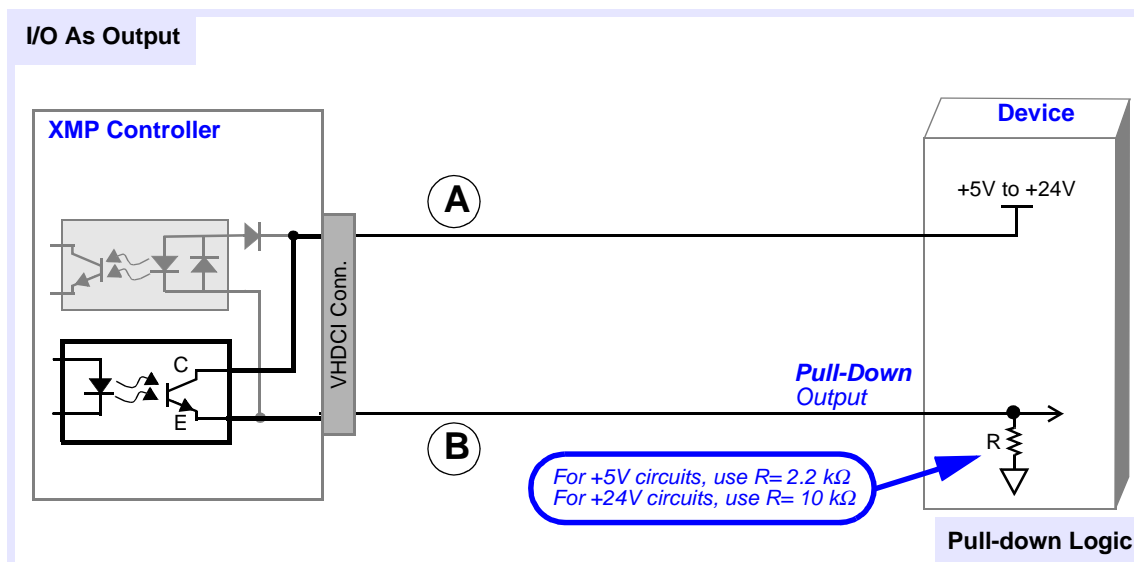 I/O As Output
XMP Controller
Device
A
+5V to +24V
VHDCI Conn.
C
E
Pull-Down
Output
B
R
For +5V circuits, use R= 2.2 kΩ
For +24V circuits, use R= 10 kΩ
Pull-down Logic